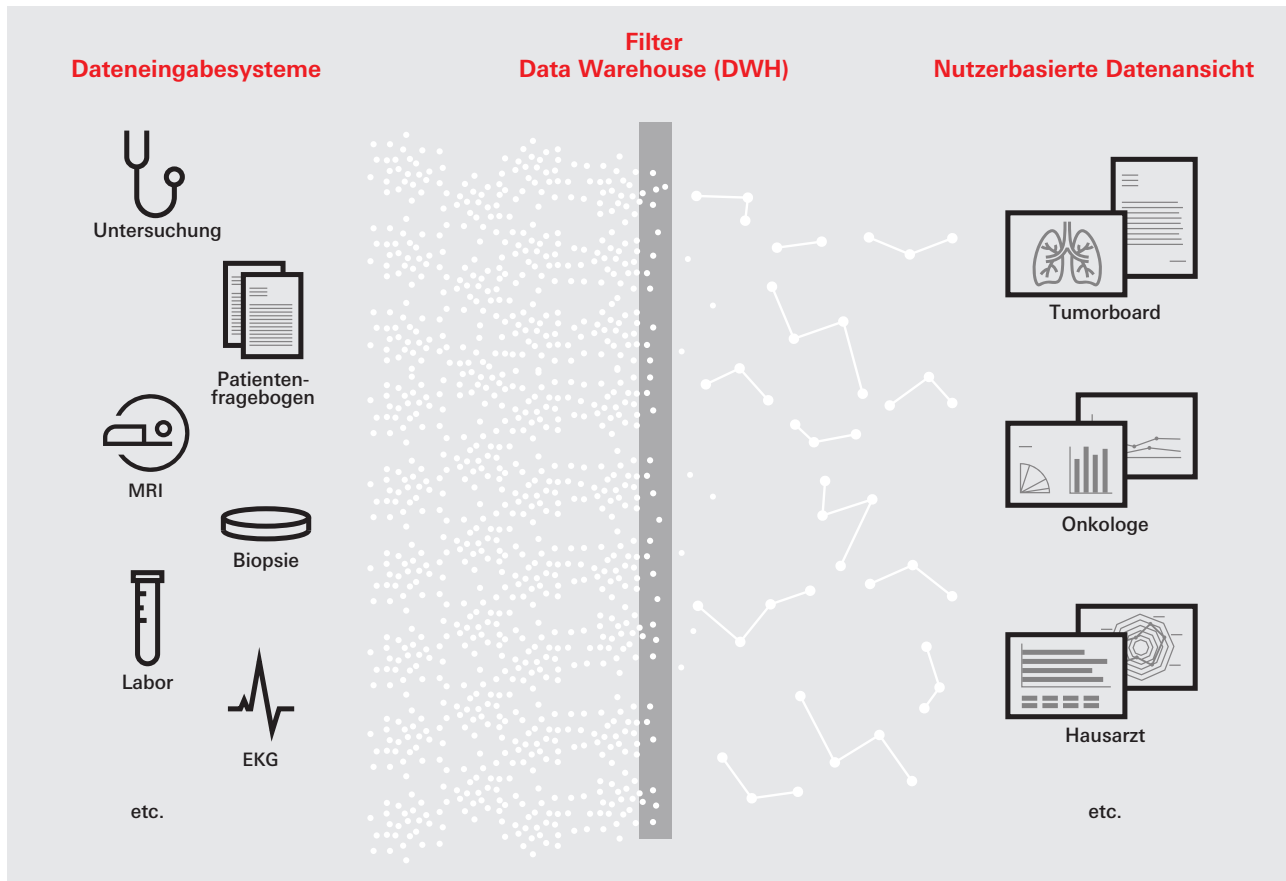 Dateneingabesysteme
Filter
Data Warehouse (DWH)
Nutzerbasierte Datenansicht
Untersuchung
Patienten-
fragebogen
MRI
Biopsie
Labor
EKG
etc.
Tumorboard
Onkologe
Hausarzt
etc.